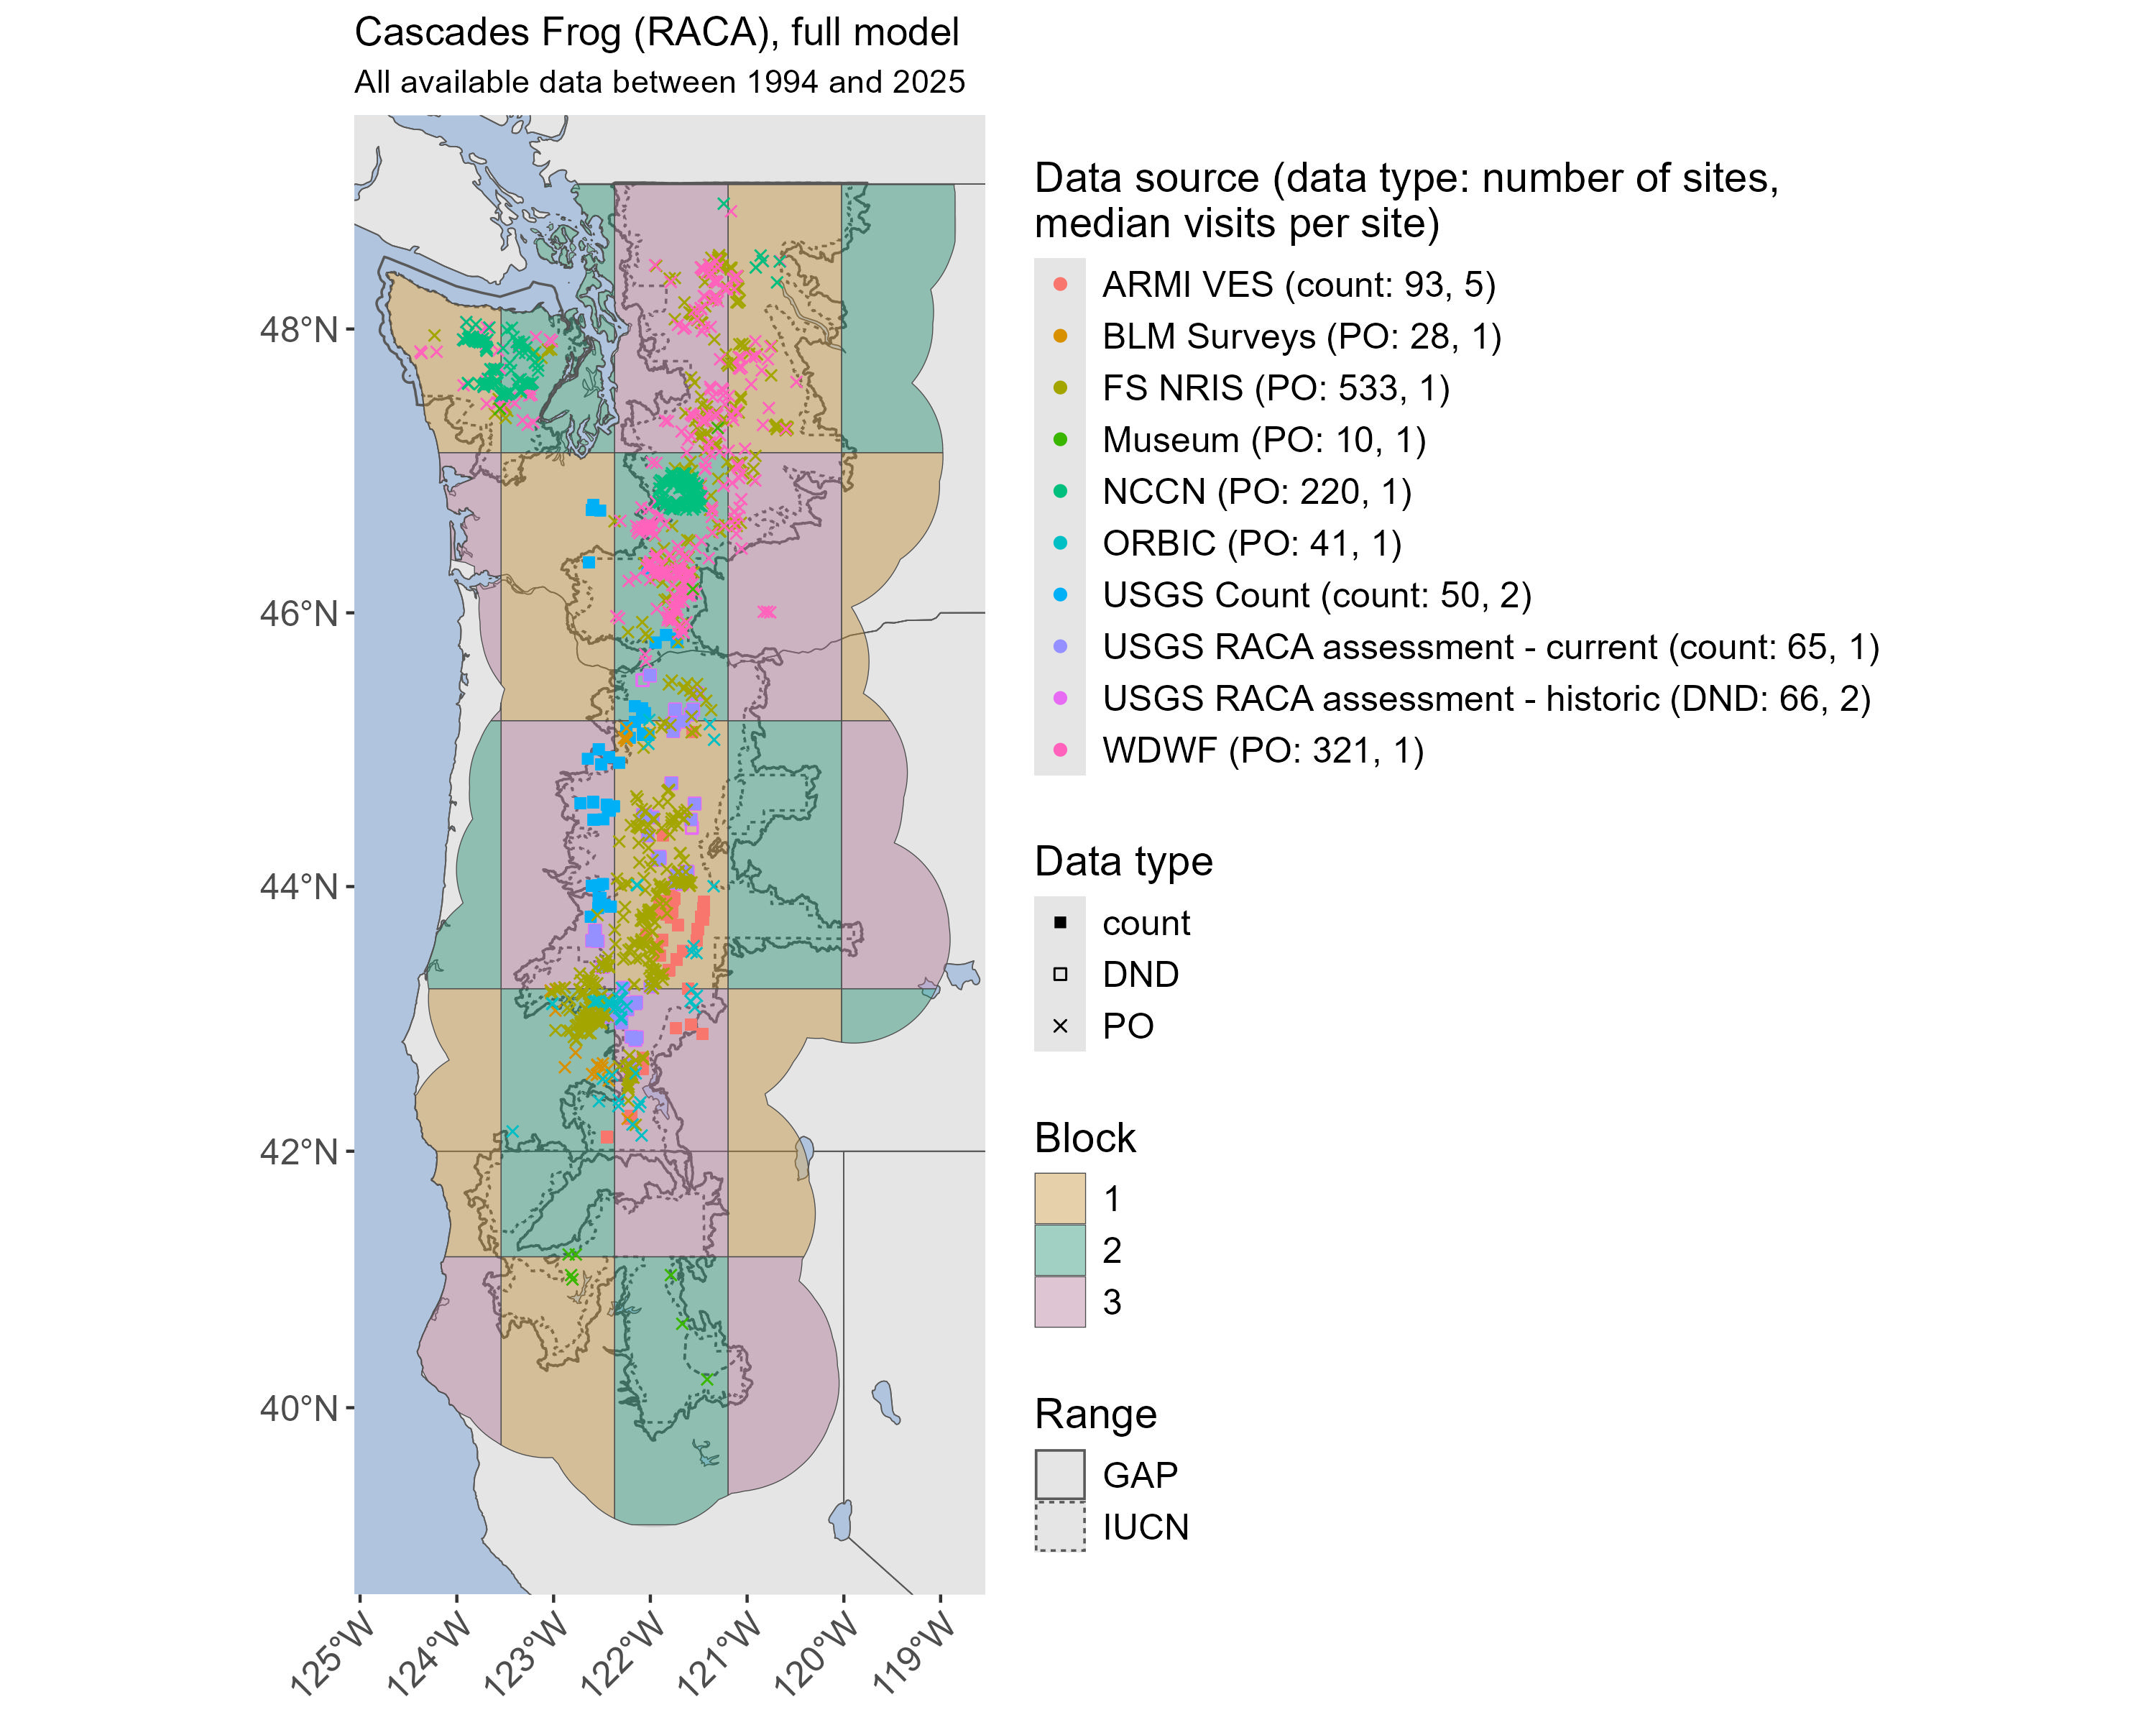 Cascades Frog (RACA), full model
All available data between 1994 and 2025
48°N
46°N
44°N
42°N
40°N
125°W
124°W
123°W
122°W
121°W
120°W
119°W
Data source (data type: number of sites,
median visits per site)
ARMI VES (count: 93, 5)
BLM Surveys (PO: 28, 1)
FS NRIS (PO: 533, 1)
Museum (PO: 10, 1)
NCCN (PO: 220, 1)
ORBIC (PO: 41, 1)
USGS Count (count: 50, 2)
USGS RACA assessment - current (count: 65, 1)
USGS RACA assessment - historic (DND: 66, 2)
WDWF (PO: 321, 1)
Data type
count
DND
PO
Block
1
2
3
Range
GAP
IUCN